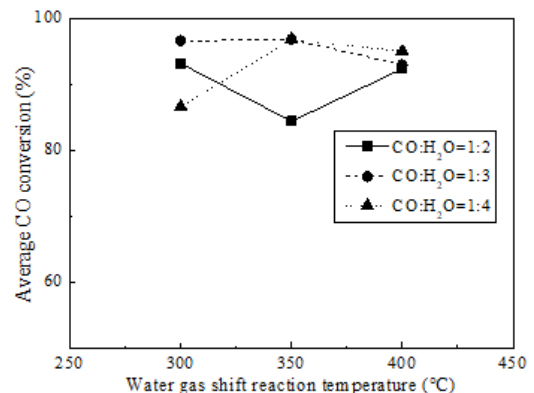 100
80
60
250
300
350
400
450
Average CO conversion (%)
Water gas shift reaction temperature (℃)
CO:H₂O=1:2
CO:H₂O=1:3
CO:H₂O=1:4